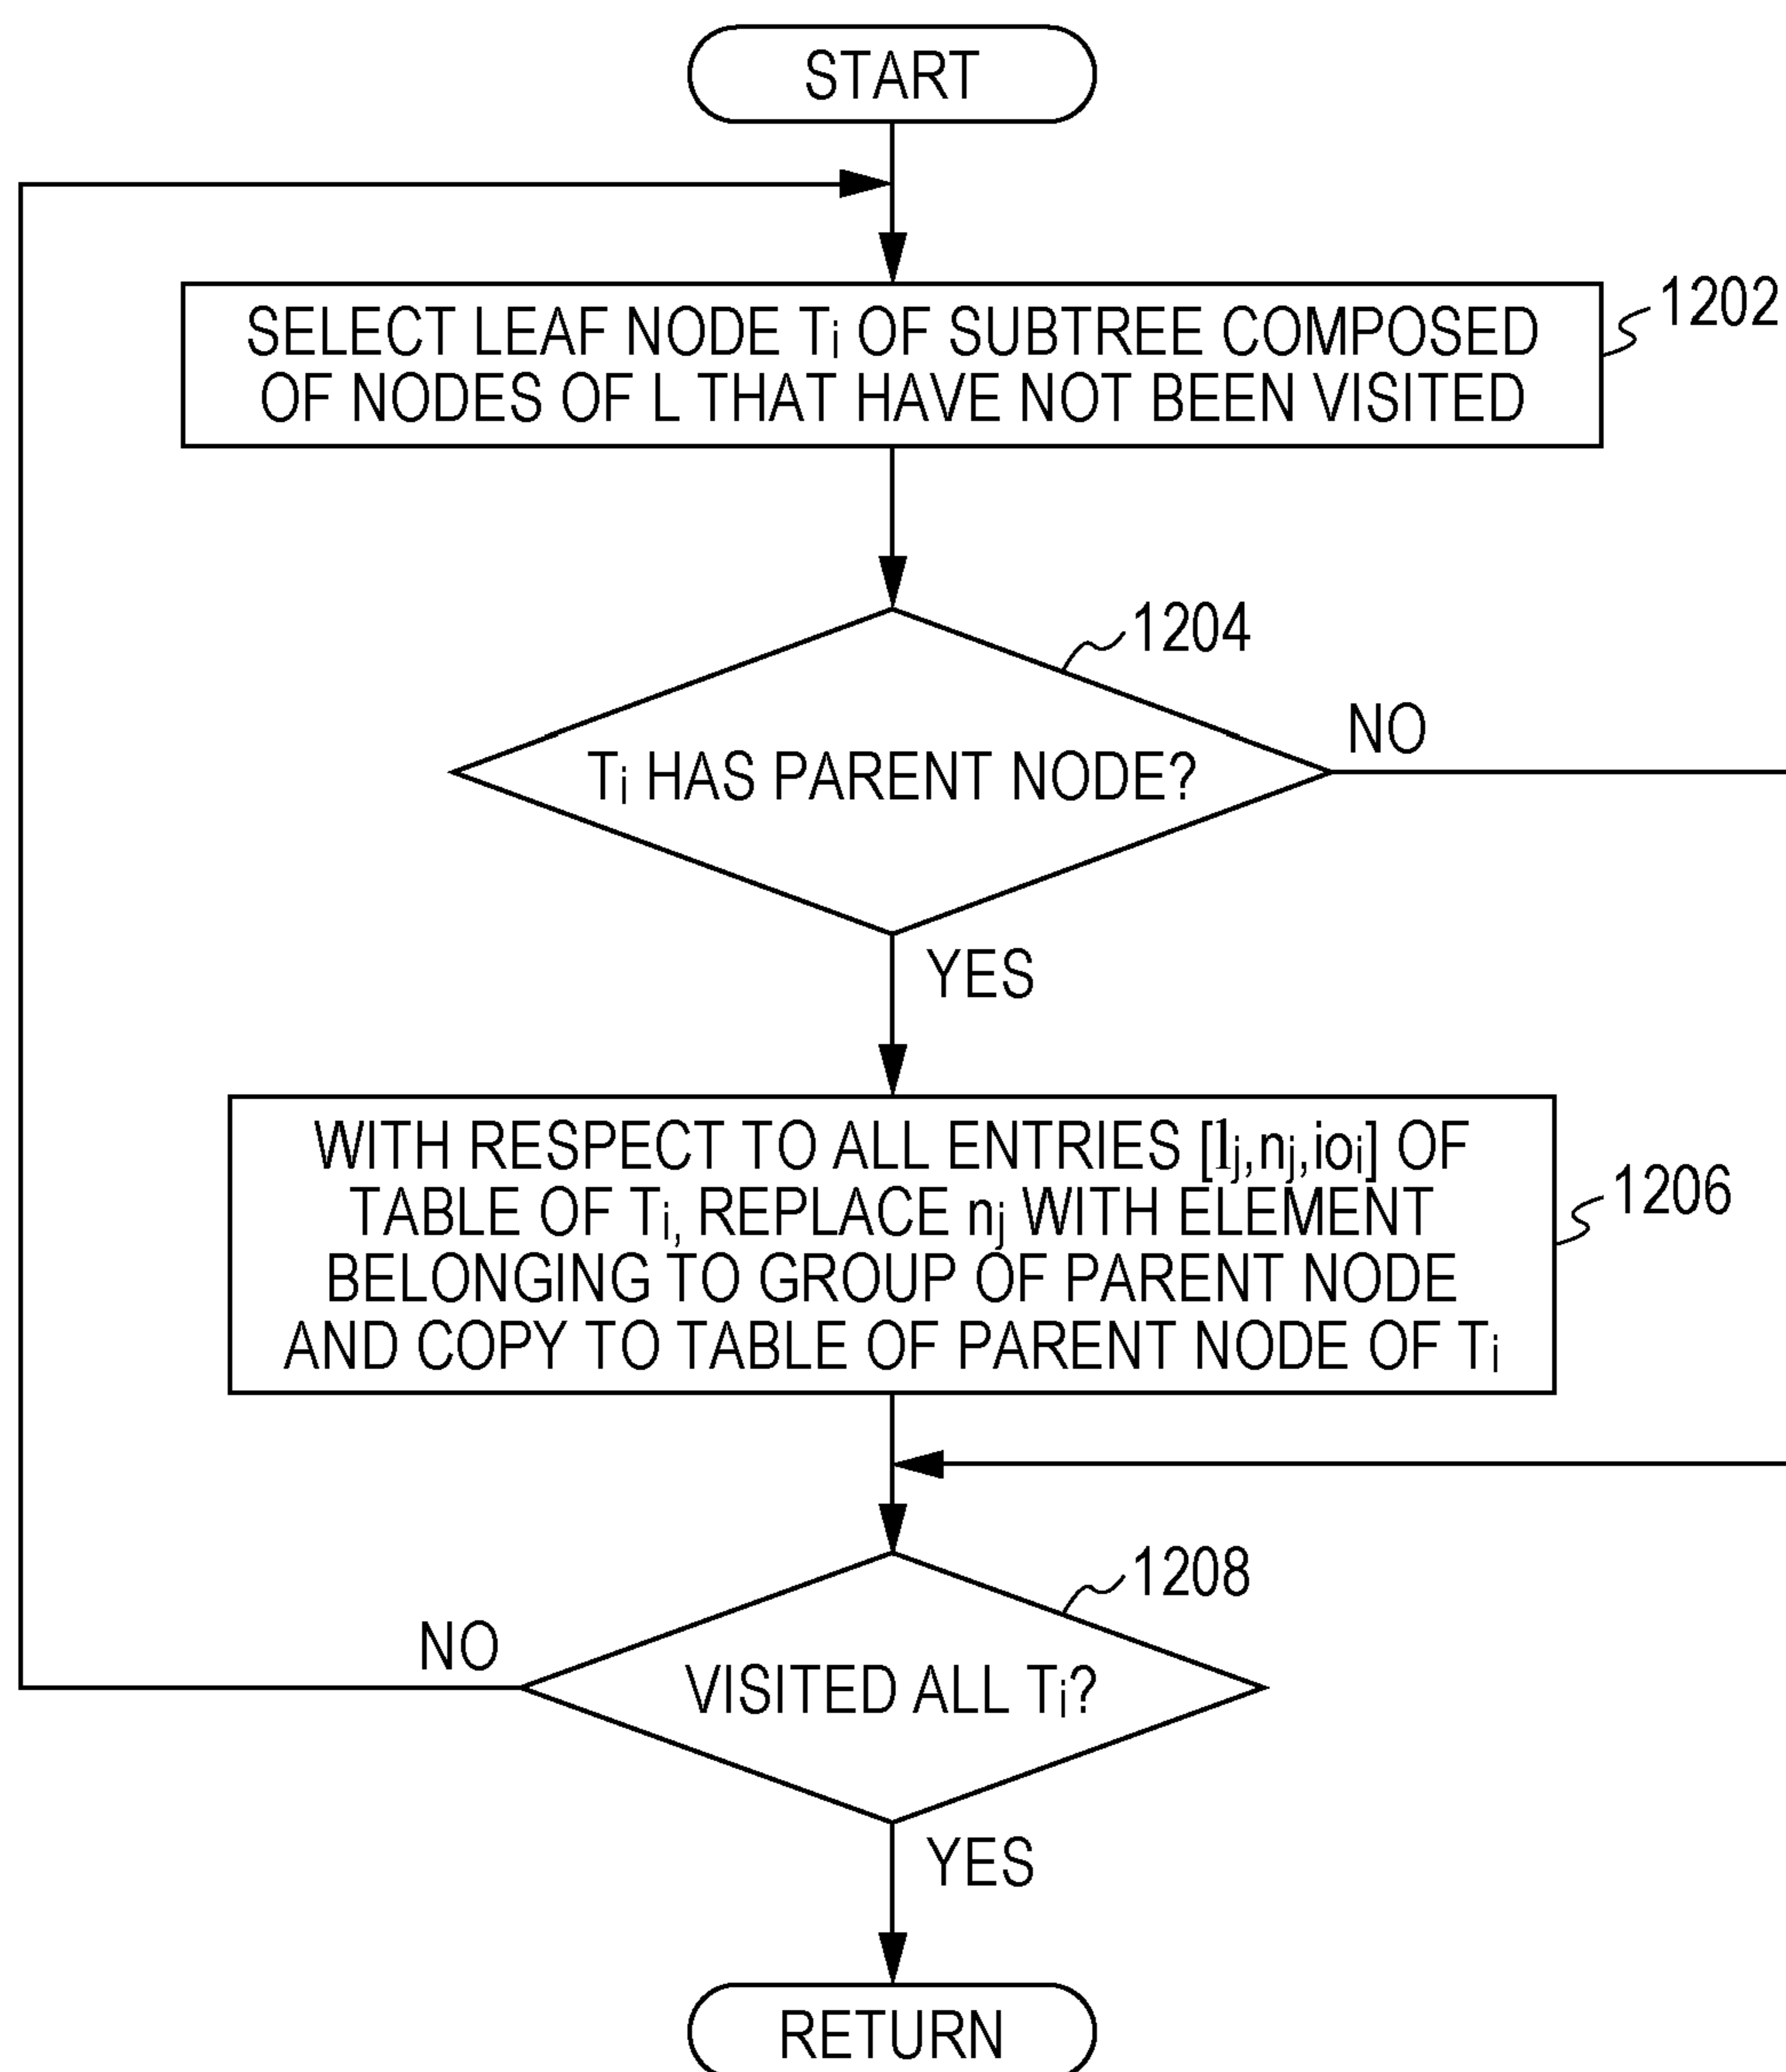 START
SELECT LEAF NODE Ti OF SUBTREE COMPOSED
OF NODES OF L THAT HAVE NOT BEEN VISITED
1202
1204
Ti HAS PARENT NODE?
NO
YES
WITH RESPECT TO ALL ENTRIES [lj,nj,ioi] OF
TABLE OF Ti, REPLACE nj WITH ELEMENT
BELONGING TO GROUP OF PARENT NODE
AND COPY TO TABLE OF PARENT NODE OF Ti
1206
1208
VISITED ALL Ti?
NO
YES
RETURN